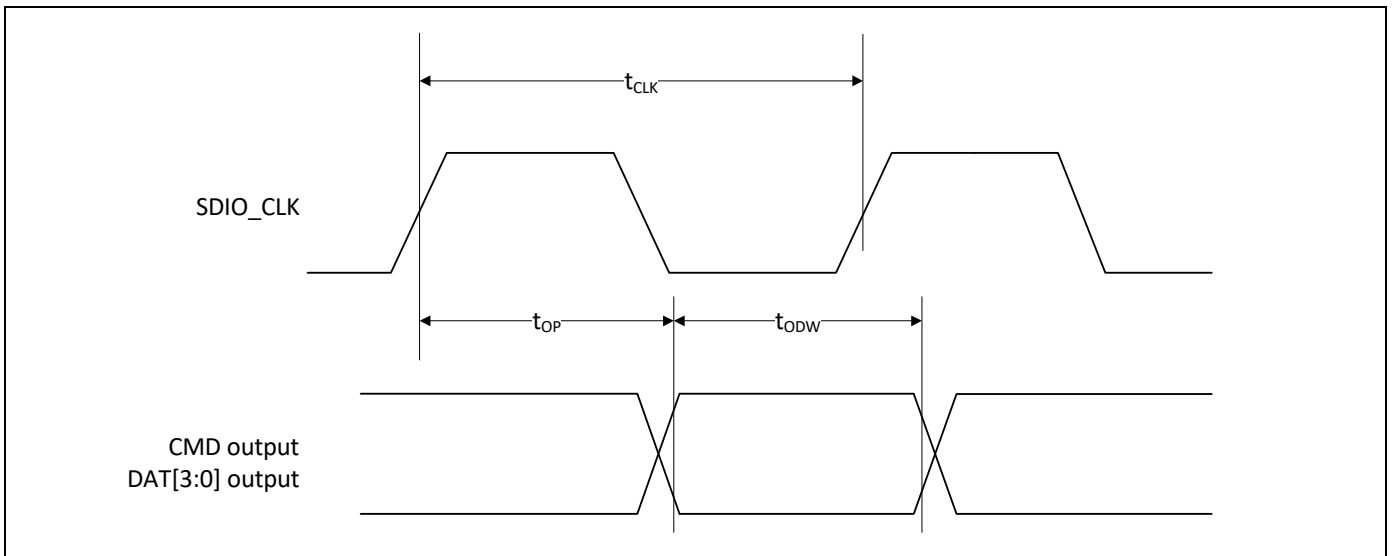 tCLK
SDIO_CLK
tOP
tODW
CMD output
DAT[3:0] output